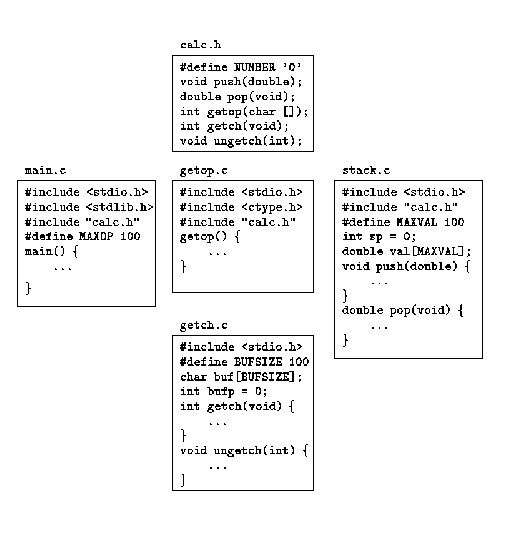 calc.h
#define NUMBER '0'
void push(double);
double pop(void);
int getop(char []);
int getch(void);
void ungetch(int);
main.c
#include <stdio.h>
#include <stdlib.h>
#include "calc.h"
#define MAXOP 100
main() {
...
}
getop.c
#include <stdio.h>
#include <ctype.h>
#include "calc.h"
getop() {
...
}
stack.c
#include <stdio.h>
#include "calc.h"
#define MAXVAL 100
int sp = 0;
double val[MAXVAL];
void push(double) {
...
}
double pop(void) {
...
}
getch.c
#include <stdio.h>
#define BUFSIZE 100
char buf[BUFSIZE];
int bufp = 0;
int getch(void) {
...
}
void ungetch(int) {
...
}